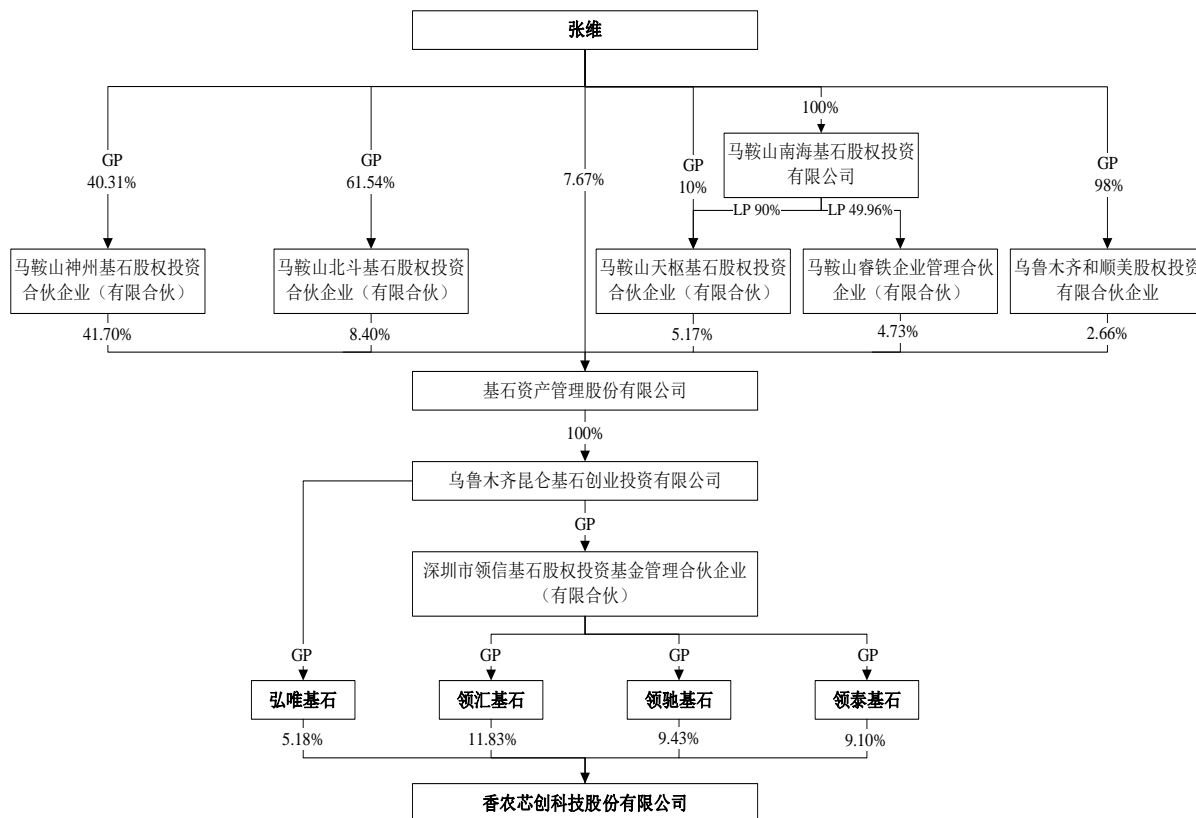 张维
100%
马鞍山南海基石股权投资
有限公司
GP
40.31%
GP
61.54%
7.67%
GP
10%
GP
98%
LP 90%
LP 49.96%
马鞍山神州基石股权投资
合伙企业（有限合伙）
马鞍山北斗基石股权投资
合伙企业（有限合伙）
马鞍山天枢基石股权投资
合伙企业（有限合伙）
马鞍山睿铁企业管理合伙
企业（有限合伙）
乌鲁木齐和顺美股权投资
有限合伙企业
41.70%
8.40%
5.17%
4.73%
2.66%
基石资产管理股份有限公司
100%
乌鲁木齐昆仑基石创业投资有限公司
GP
深圳市领信基石股权投资基金管理合伙企业
（有限合伙）
GP
GP
GP
GP
弘唯基石
领汇基石
领驰基石
领泰基石
5.18%
11.83%
9.43%
9.10%
香农芯创科技股份有限公司